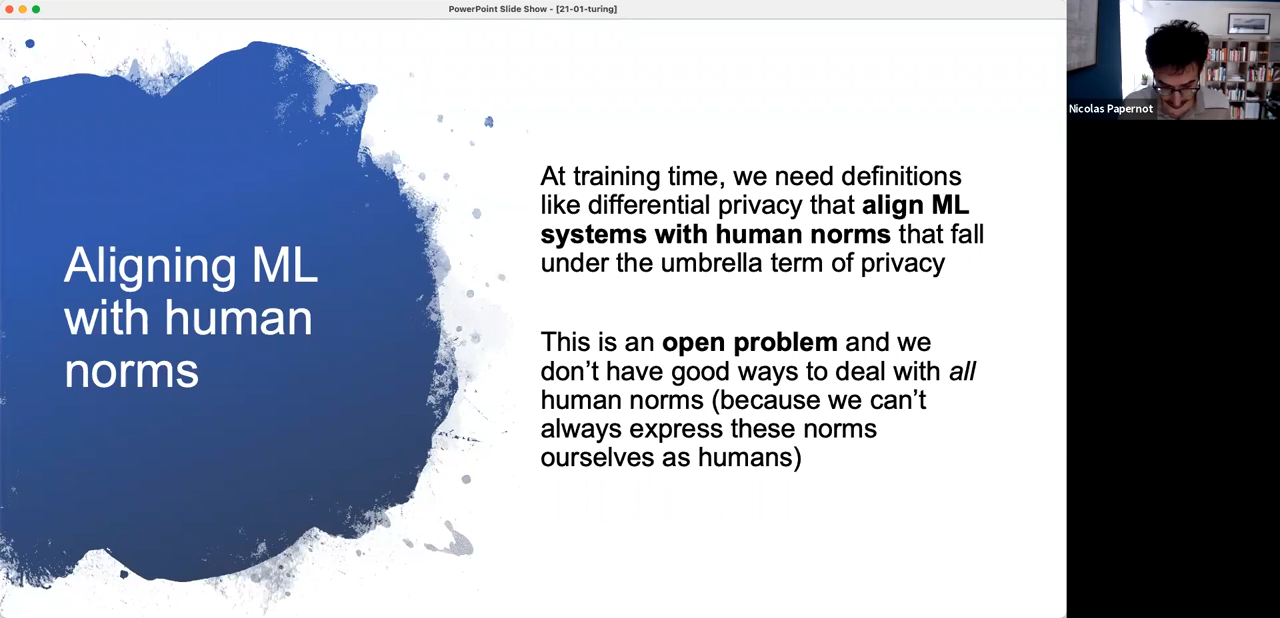 PowerPoint Slide Show - [21-01-turing]
Nicolas Papernot
Aligning ML
with human
norms
At training time, we need definitions
like differential privacy that align ML
systems with human norms that fall
under the umbrella term of privacy
This is an open problem and we
don’t have good ways to deal with all
human norms (because we can’t
always express these norms
ourselves as humans)